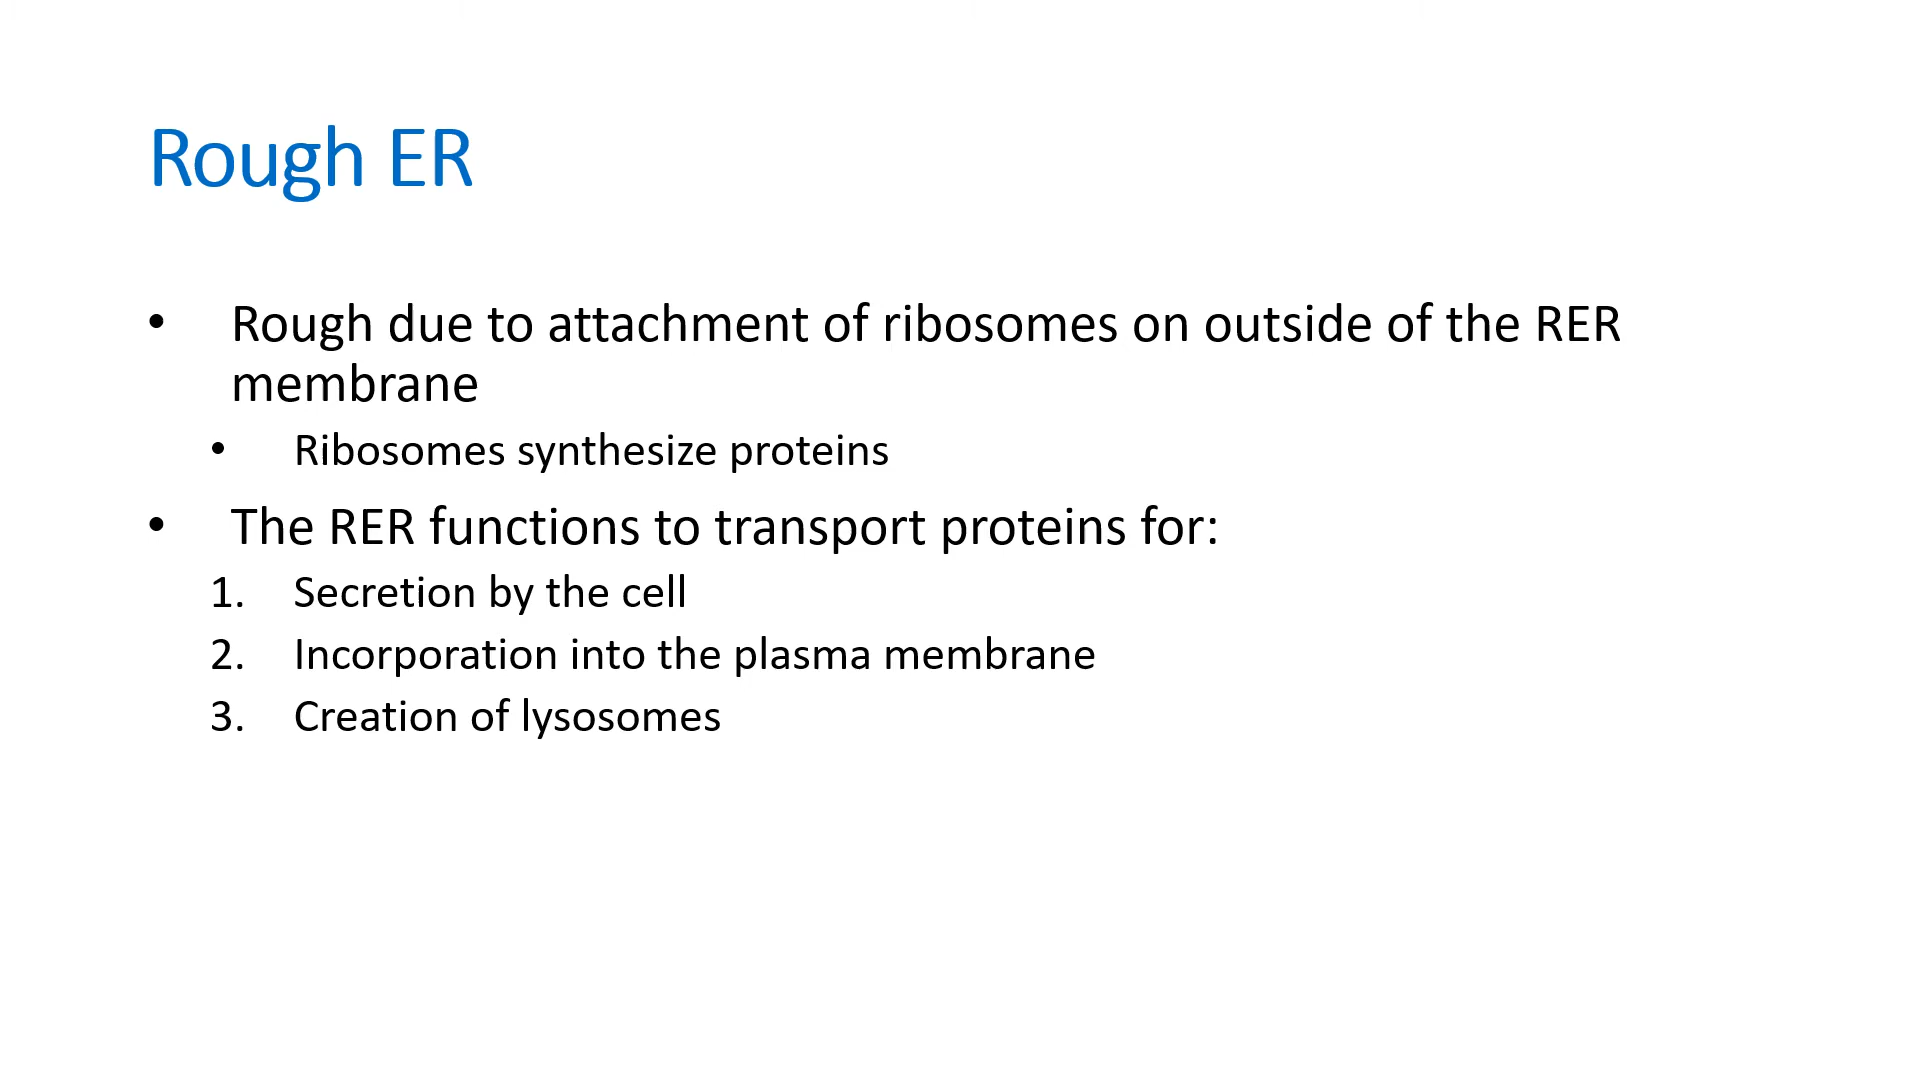 Rough ER
• Rough due to attachment of ribosomes on outside of the RER
membrane
• Ribosomes synthesize proteins
• The RER functions to transport proteins for:
1. Secretion by the cell
2. Incorporation into the plasma membrane
3. Creation of lysosomes